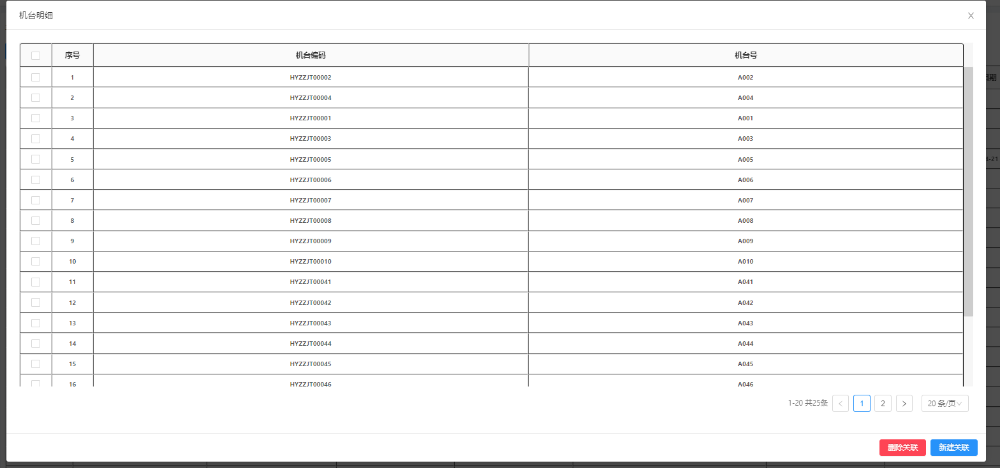 机台明细
序号 机台编码 机台号
1 HYZZJT00002 A002
2 HYZZJT00004 A004
3 HYZZJT00001 A001
4 HYZZJT00003 A003
5 HYZZJT00005 A005
6 HYZZJT00006 A006
7 HYZZJT00007 A007
8 HYZZJT00008 A008
9 HYZZJT00009 A009
10 HYZZJT00010 A010
11 HYZZJT00041 A041
12 HYZZJT00042 A042
13 HYZZJT00043 A043
14 HYZZJT00044 A044
15 HYZZJT00045 A045
16 HYZZJT00046 A046
1-20 共25条 < 1 2 > 20 条/页
删除关联 新建关联
日期
4-21